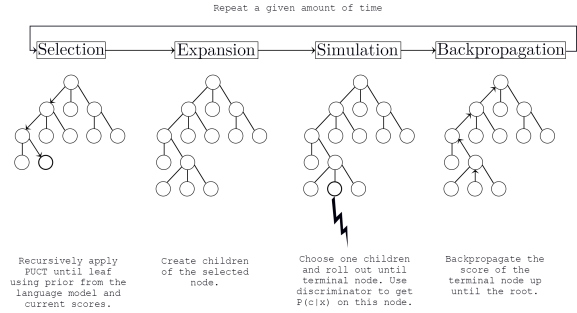 Repeat a given amount of time
Selection
Expansion
Simulation
Backpropagation
Recursively apply
PUCT until leaf
using prior from the
language model and
current scores.
Create children
of the selected
node.
Choose one children
and roll out until
terminal node. Use
discriminator to get
P(c|x) on this node.
Backpropagate the
score of the
terminal node up
until the root.